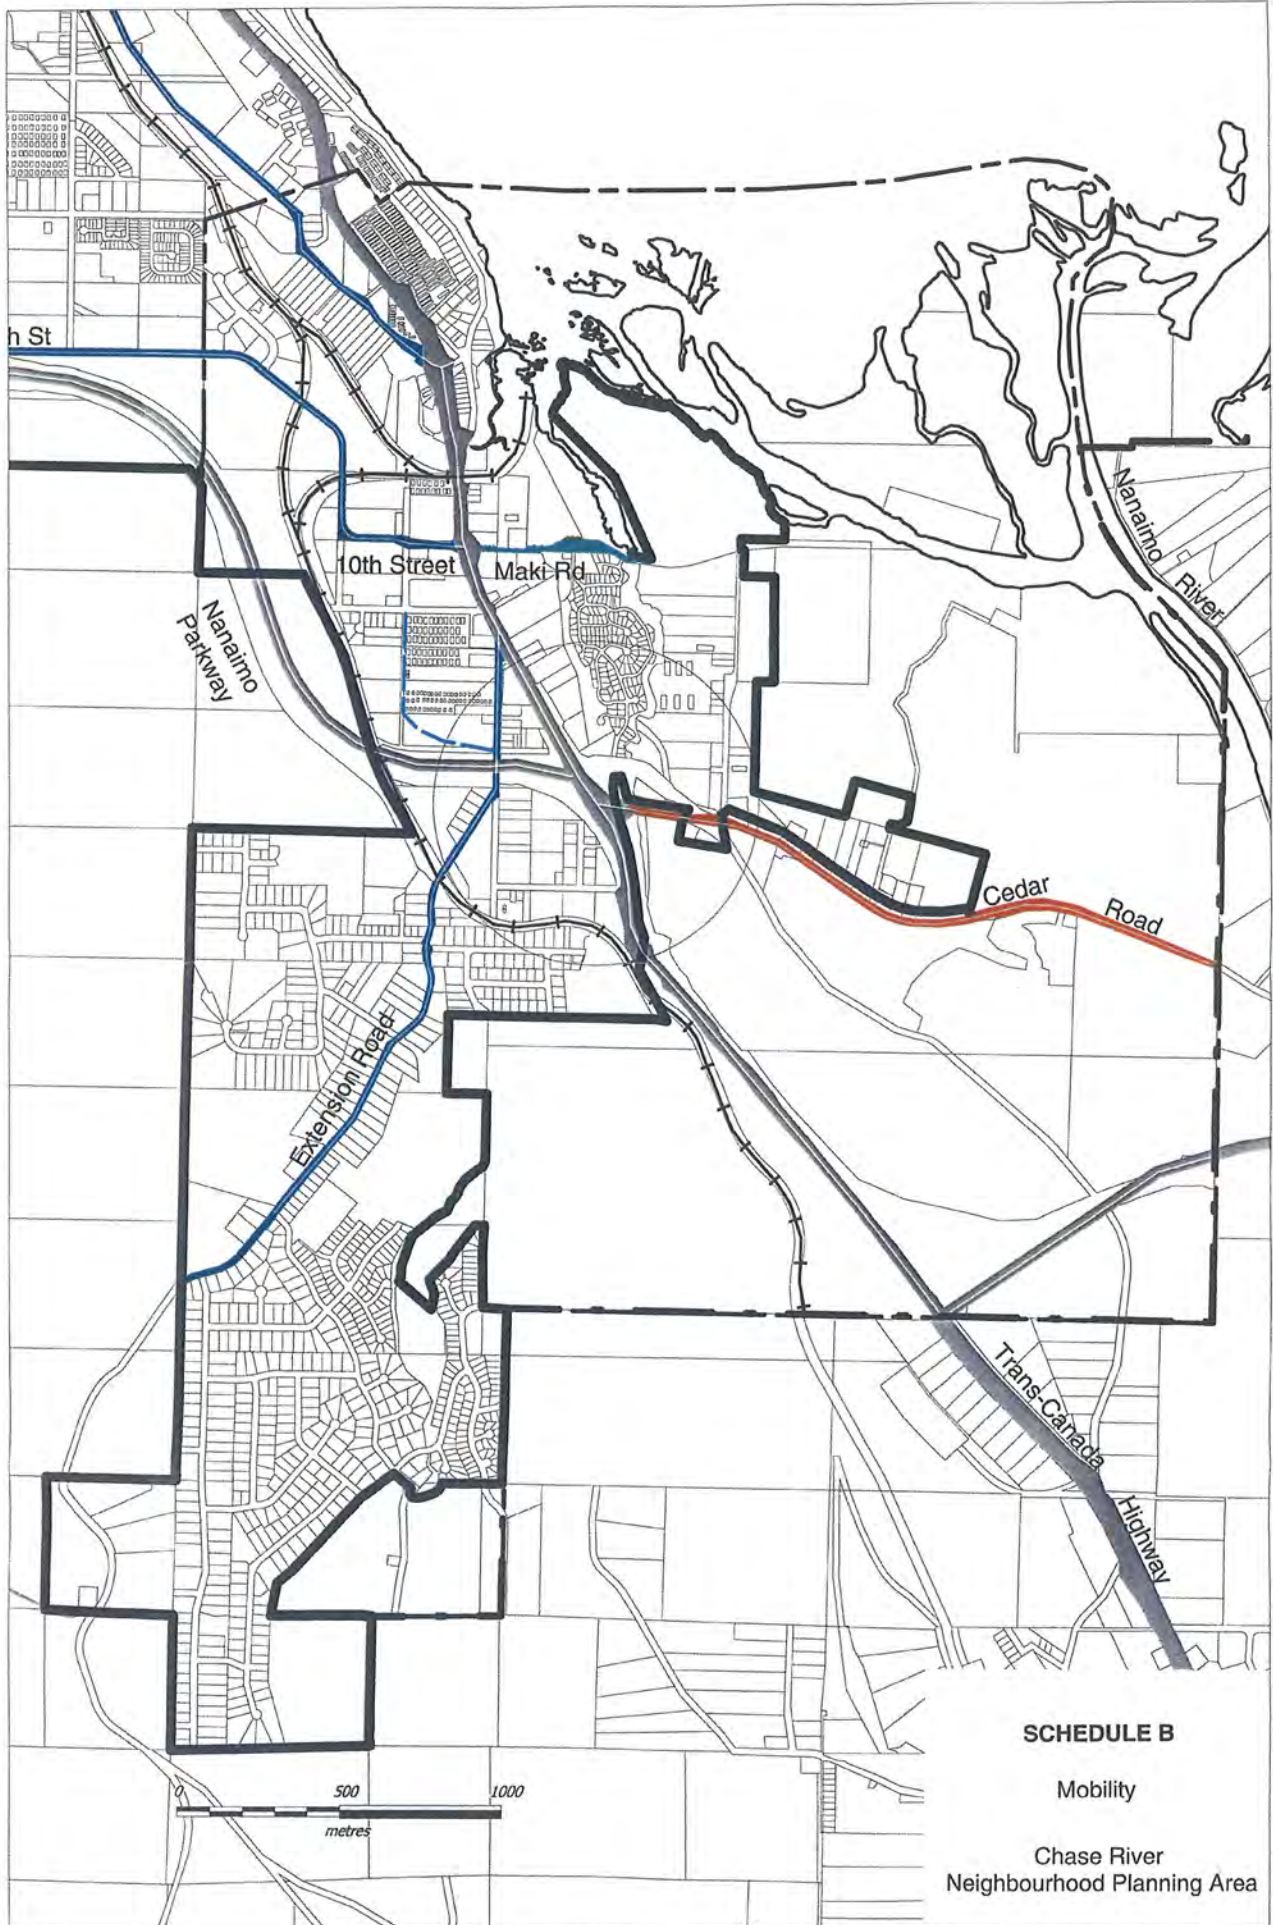 h St
10th Street
Maki Rd
Nanaimo
Parkway
Nanaimo
River
Cedar
Road
Extension Road
Trans-Canada
Highway
SCHEDULE B
Mobility
Chase River
Neighbourhood Planning Area
0 500 1000
metres